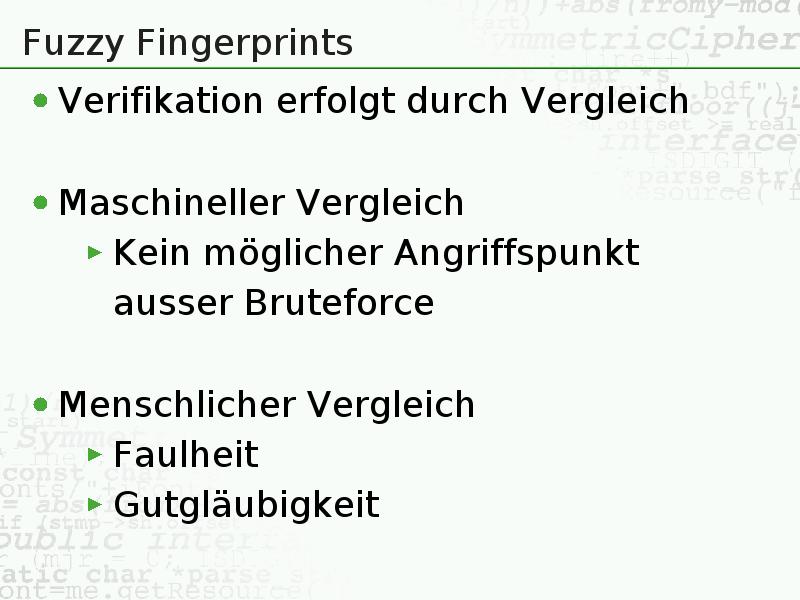 Fuzzy Fingerprints
Verifikation erfolgt durch Vergleich
Maschineller Vergleich
Kein möglicher Angriffspunkt
ausser Bruteforce
Menschlicher Vergleich
Faulheit
Gutgläubigkeit